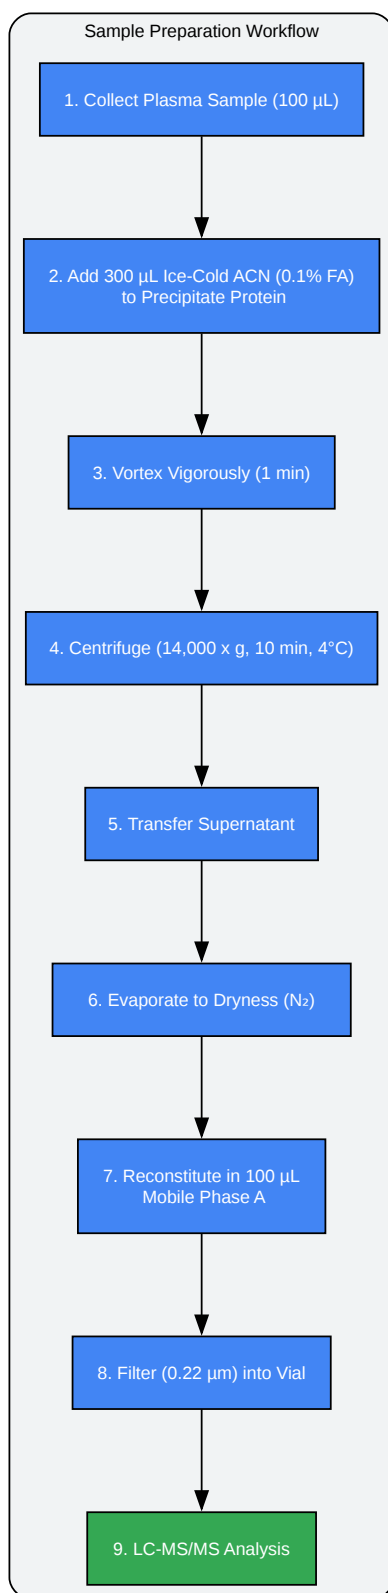 Sample Preparation Workflow
1. Collect Plasma Sample (100 µL)
2. Add 300 µL Ice-Cold ACN (0.1% FA)
to Precipitate Protein
3. Vortex Vigorously (1 min)
4. Centrifuge (14,000 x g, 10 min, 4°C)
5. Transfer Supernatant
6. Evaporate to Dryness (N₂)
7. Reconstitute in 100 µL
Mobile Phase A
8. Filter (0.22 µm) into Vial
9. LC-MS/MS Analysis